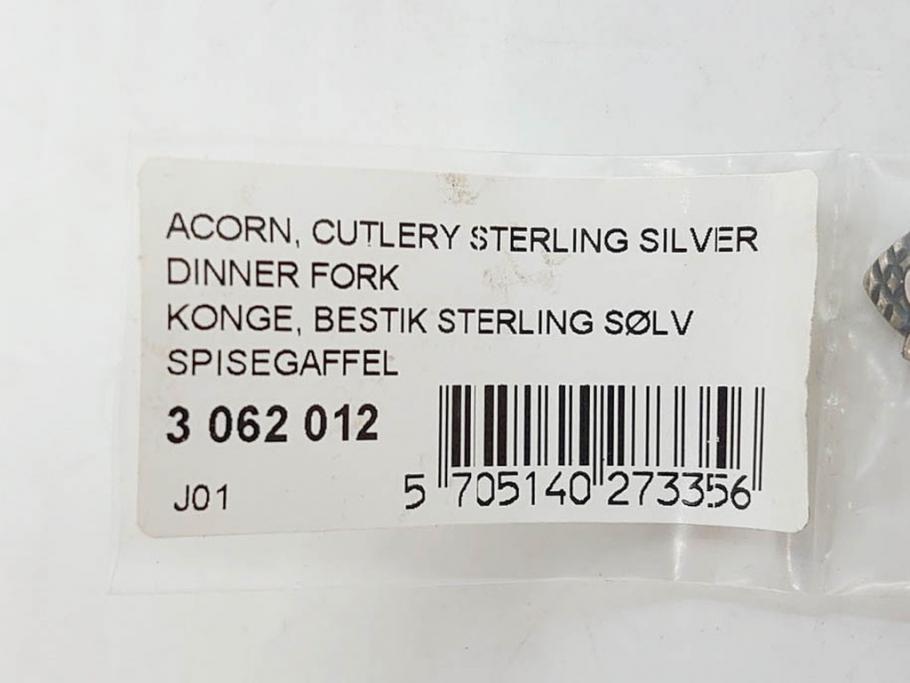 ACORN, CUTLERY STERLING SILVER
DINNER FORK
KONGE, BESTIK STERLING SØLV
SPISEGAFFEL
3 062 012
J01
5 705140 273356